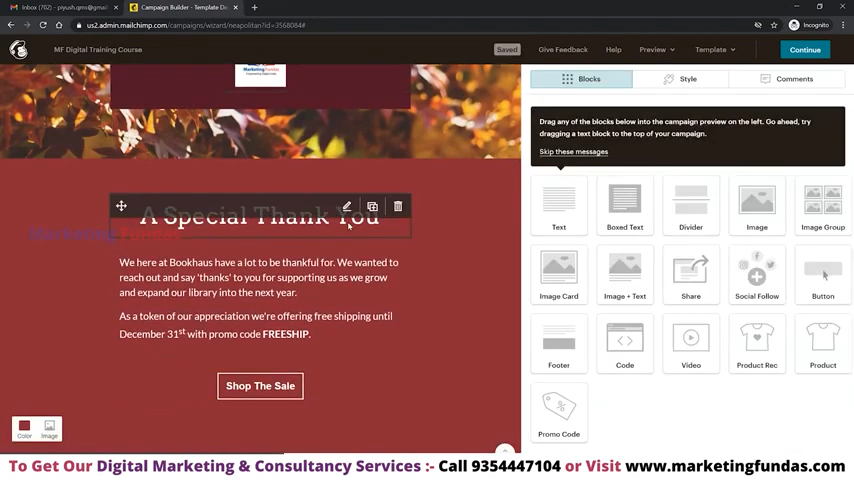 Inbox (702) - piyush.qms@gmail
Campaign Builder - Template De
us2.admin.mailchimp.com/campaigns/wizard/neapolitan?id=3568084#
Incognito
MF Digital Training Course
Saved
Give Feedback
Help
Preview
Template
Continue
Marketing Fundas
Blocks
Style
Comments
Drag any of the blocks below into the campaign preview on the left. Go ahead, try
dragging a text block to the top of your campaign.
Skip these messages
Text
Boxed Text
Divider
Image
Image Group
Image Card
Image + Text
Share
Social Follow
Button
Footer
Code
Video
Product Rec
Product
Promo Code
A Special Thank You
Marketing Fundas
We here at Bookhaus have a lot to be thankful for. We wanted to
reach out and say 'thanks' to you for supporting us as we grow
and expand our library into the next year.
As a token of our appreciation we're offering free shipping until
December 31st with promo code FREESHIP.
Shop The Sale
Color
Image
To Get Our Digital Marketing & Consultancy Services :- Call 9354447104 or Visit www.marketingfundas.com